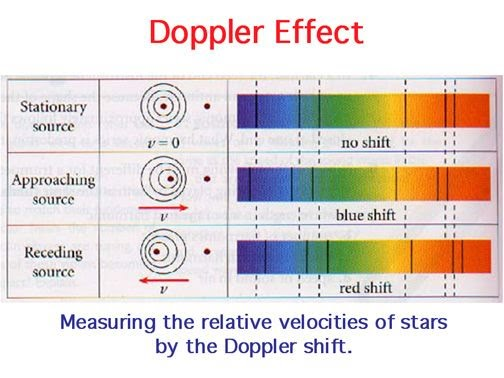 Doppler Effect
Stationary
source
v = 0
no shift
Approaching
source
v
blue shift
Receding
source
v
red shift
Measuring the relative velocities of stars
by the Doppler shift.